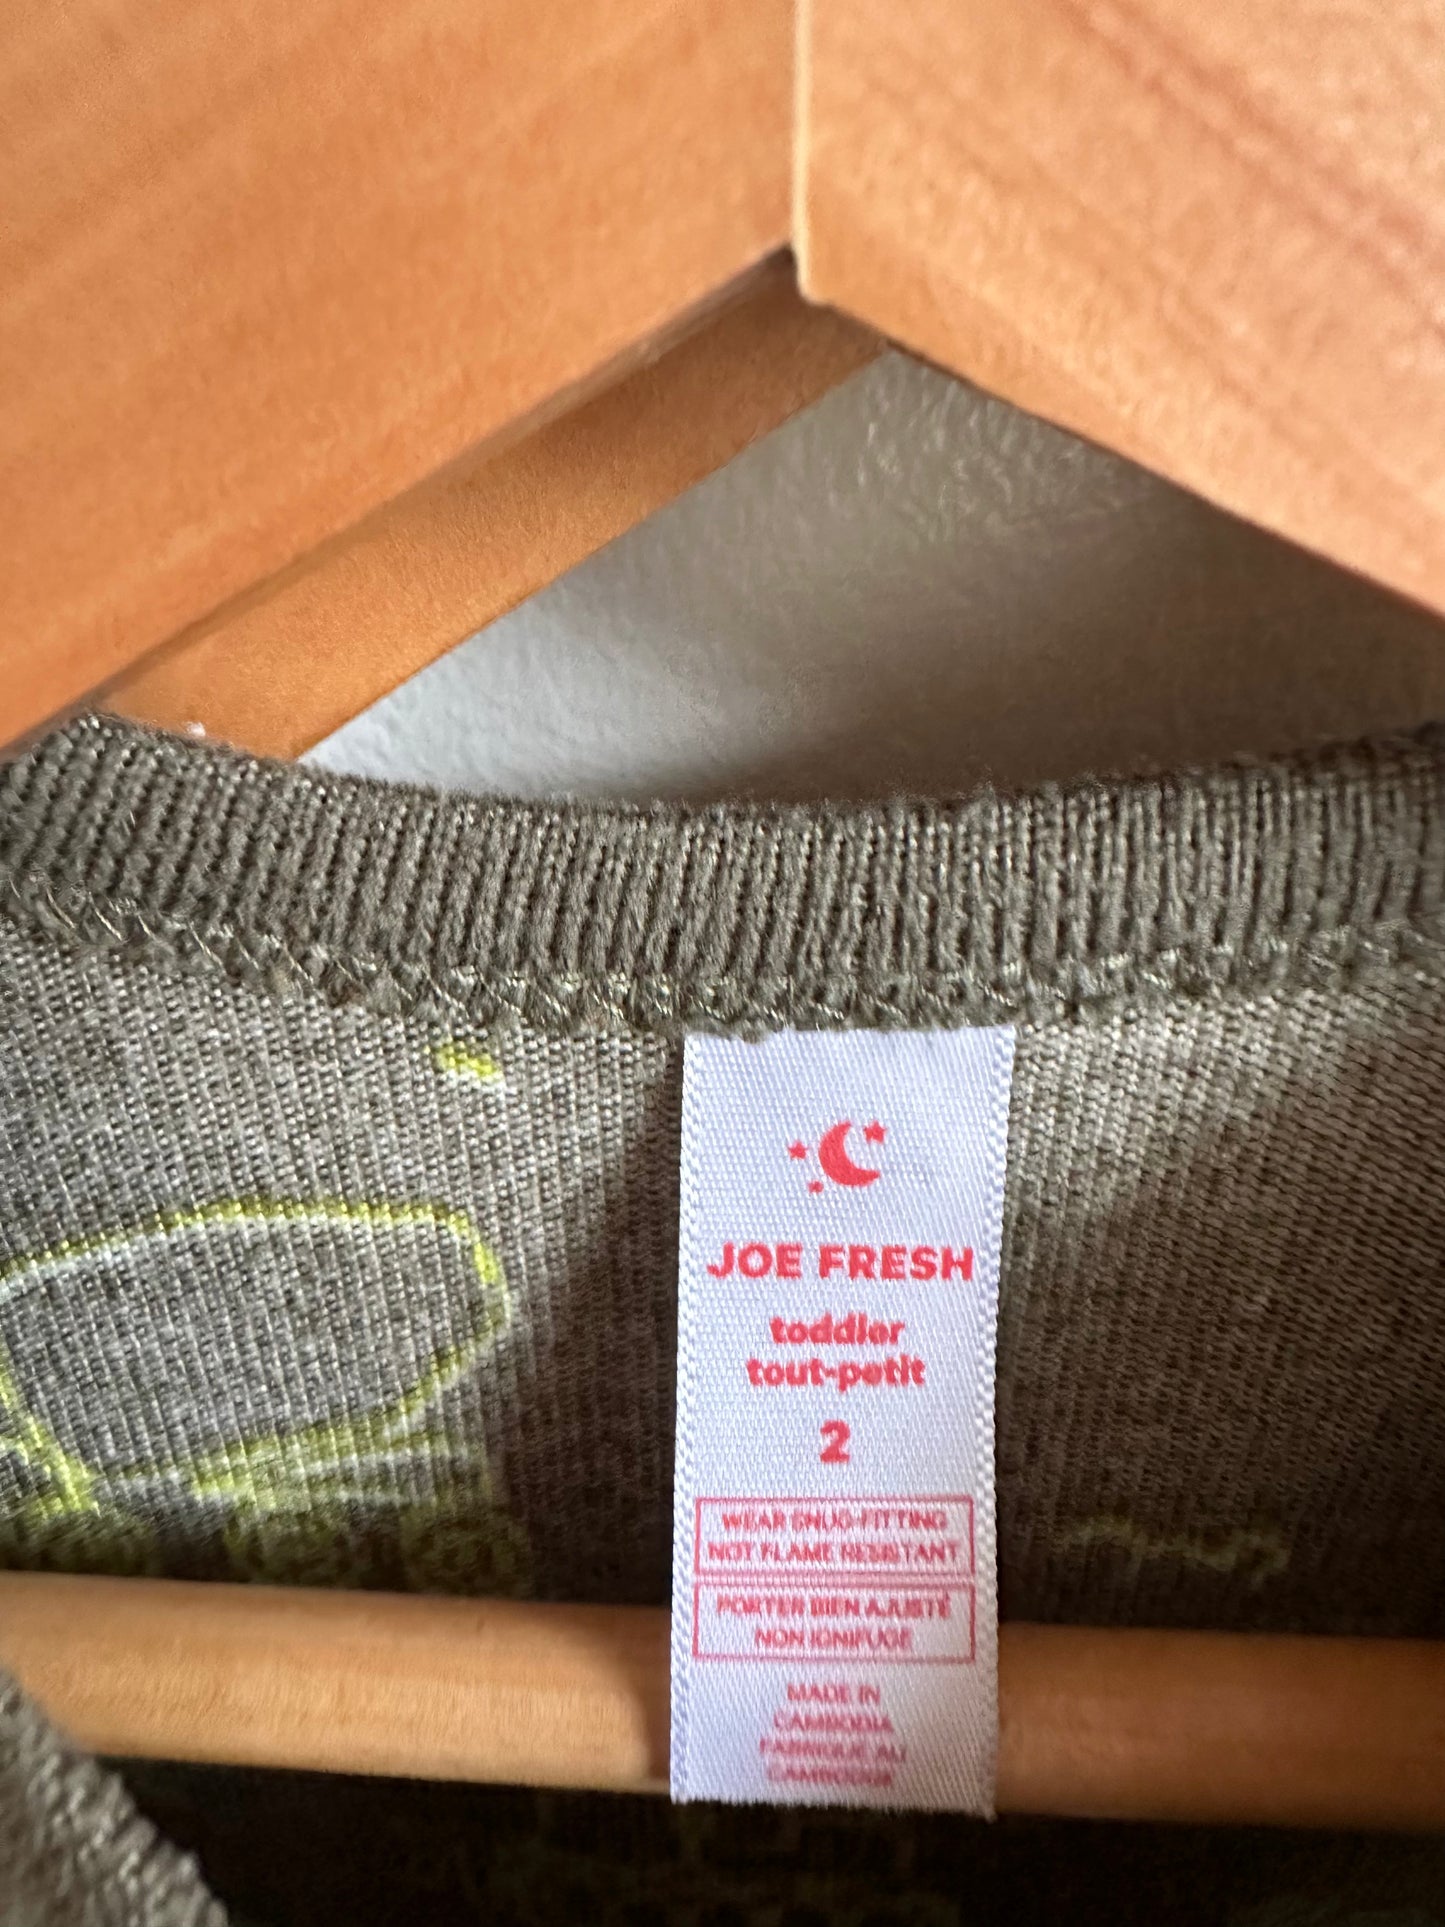 JOE FRESH
toddler
tout-petit
2
WEAR SNUG-FITTING
NOT FLAME RESISTANT
PORTER BIEN AJUSTÉ
NON IGNIFUGE
MADE IN
CAMBODIA
FABRIQUÉ AU
CAMBODGE